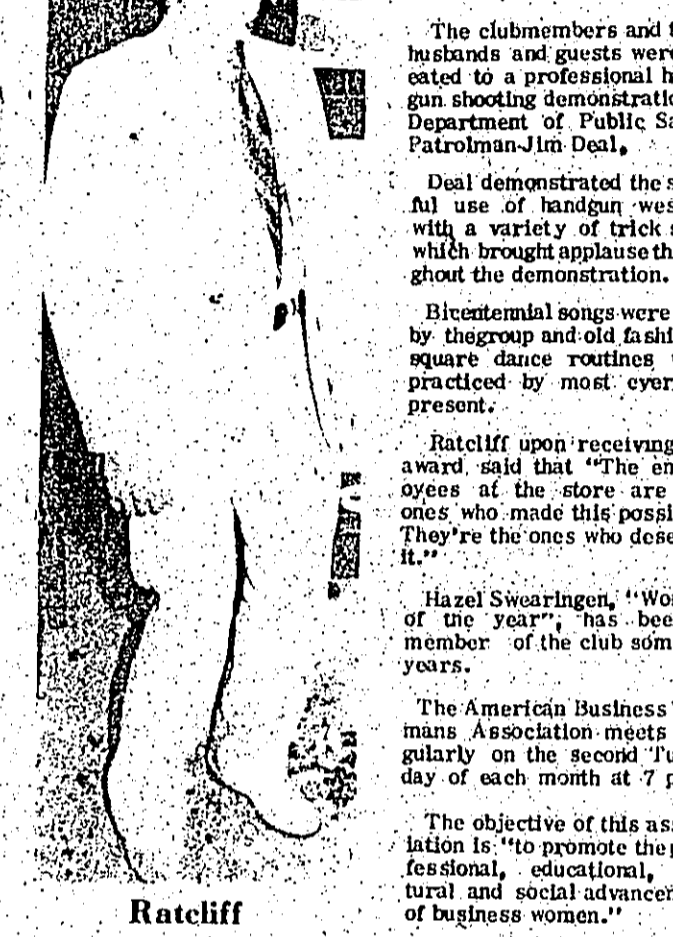 The clubmembers and t
husbands and guests were
eated to a professional h
gun shooting demonstratio
Department of Public Sa
Patrolman Jim Deal.
Deal demonstrated the s
ful use of handgun wea
with a variety of trick s
which brought applause th
ghout the demonstration.
Bicentennial songs were
by thegroup and old fashi
square dance routines
practiced by most every
present.
Ratcliff upon receiving
award said that "The em
oyees at the store are
ones who made this possi
They're the ones who dese
it."
Hazel Swearingen, "Wo
of the year", has bee
member of the club som
years.
The American Business
mans Association meets
gularly on the second Tu
day of each month at 7 p
The objective of this ass
iation is "to promote the p
fessional, educational,
tural and social advancem
of business women."
Ratcliff